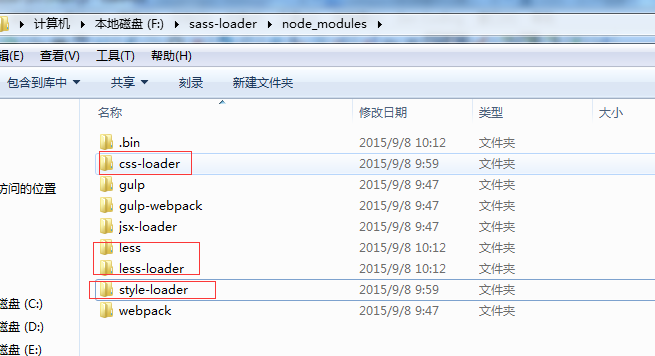 计算机 ▸ 本地磁盘 (F:) ▸ sass-loader ▸ node_modules ▸
辑(E) 查看(V) 工具(T) 帮助(H)
包含到库中 共享 刻录 新建文件夹
名称 修改日期 类型 大小
.bin 2015/9/8 10:12 文件夹
css-loader 2015/9/8 9:59 文件夹
gulp 2015/9/8 9:47 文件夹
gulp-webpack 2015/9/8 9:47 文件夹
jsx-loader 2015/9/8 9:47 文件夹
less 2015/9/8 10:12 文件夹
less-loader 2015/9/8 10:12 文件夹
style-loader 2015/9/8 9:59 文件夹
webpack 2015/9/8 9:47 文件夹
访问的位置
磁盘 (C:)
磁盘 (D:)
磁盘 (E:)